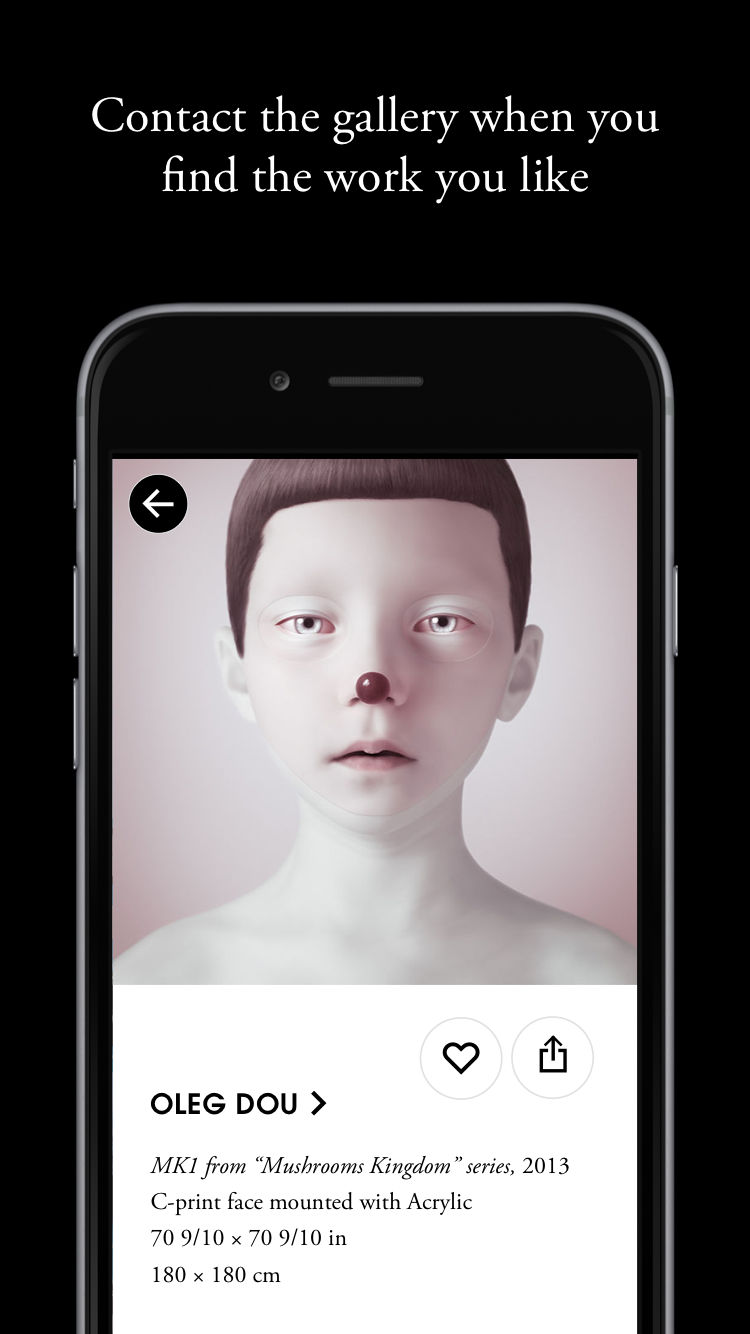 Contact the gallery when you
find the work you like
OLEG DOU
MK1 from “Mushrooms Kingdom” series, 2013
C-print face mounted with Acrylic
70 9/10 × 70 9/10 in
180 × 180 cm